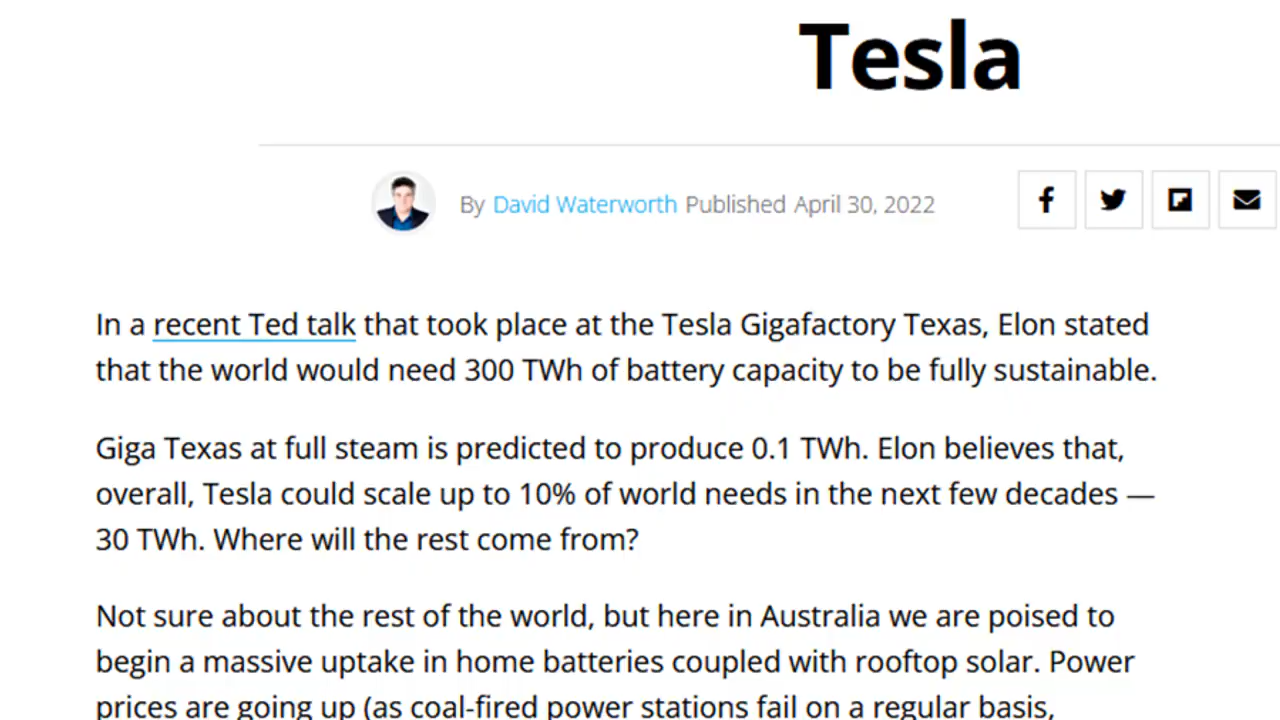 Tesla
By David Waterworth Published April 30, 2022
In a recent Ted talk that took place at the Tesla Gigafactory Texas, Elon stated
that the world would need 300 TWh of battery capacity to be fully sustainable.
Giga Texas at full steam is predicted to produce 0.1 TWh. Elon believes that,
overall, Tesla could scale up to 10% of world needs in the next few decades —
30 TWh. Where will the rest come from?
Not sure about the rest of the world, but here in Australia we are poised to
begin a massive uptake in home batteries coupled with rooftop solar. Power
prices are going up (as coal-fired power stations fail on a regular basis,